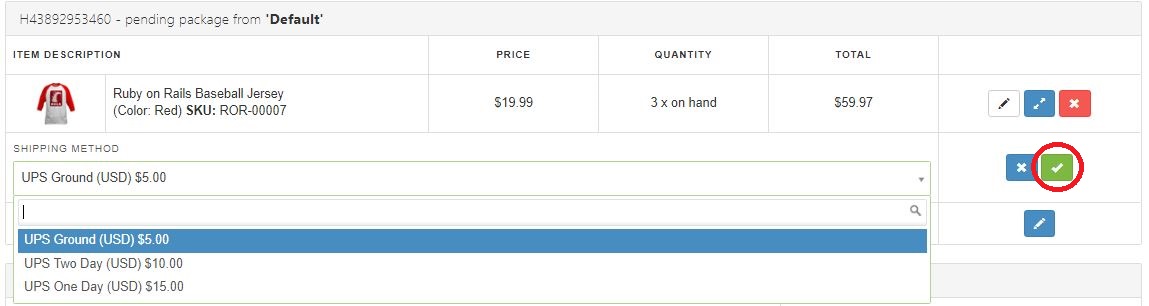 H43892953460 - pending package from 'Default'
ITEM DESCRIPTION PRICE QUANTITY TOTAL
Ruby on Rails Baseball Jersey
(Color: Red) SKU: ROR-00007
$19.99 3 x on hand $59.97
SHIPPING METHOD
UPS Ground (USD) $5.00
UPS Ground (USD) $5.00
UPS Two Day (USD) $10.00
UPS One Day (USD) $15.00